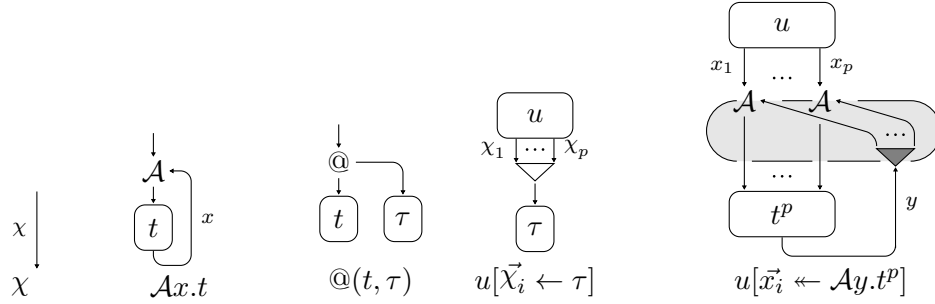 u
x_1 ... x_p
𝒜 𝒜
u
χ_1 ... χ_p
...
𝒜 @
...
χ t x t τ τ t^p y
χ 𝒜x.t @(t, τ) u[χ⃗_i ← τ] u[x⃗_i ↞ 𝒜y.t^p]